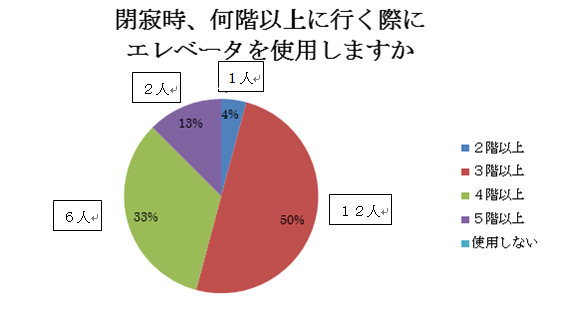 閉寂時、何階以上に行く際に
エレベータを使用しますか
２人↵
１人↵
4%
13%
33%
50%
６人↵
１２人↵
２階以上
３階以上
４階以上
５階以上
使用しない